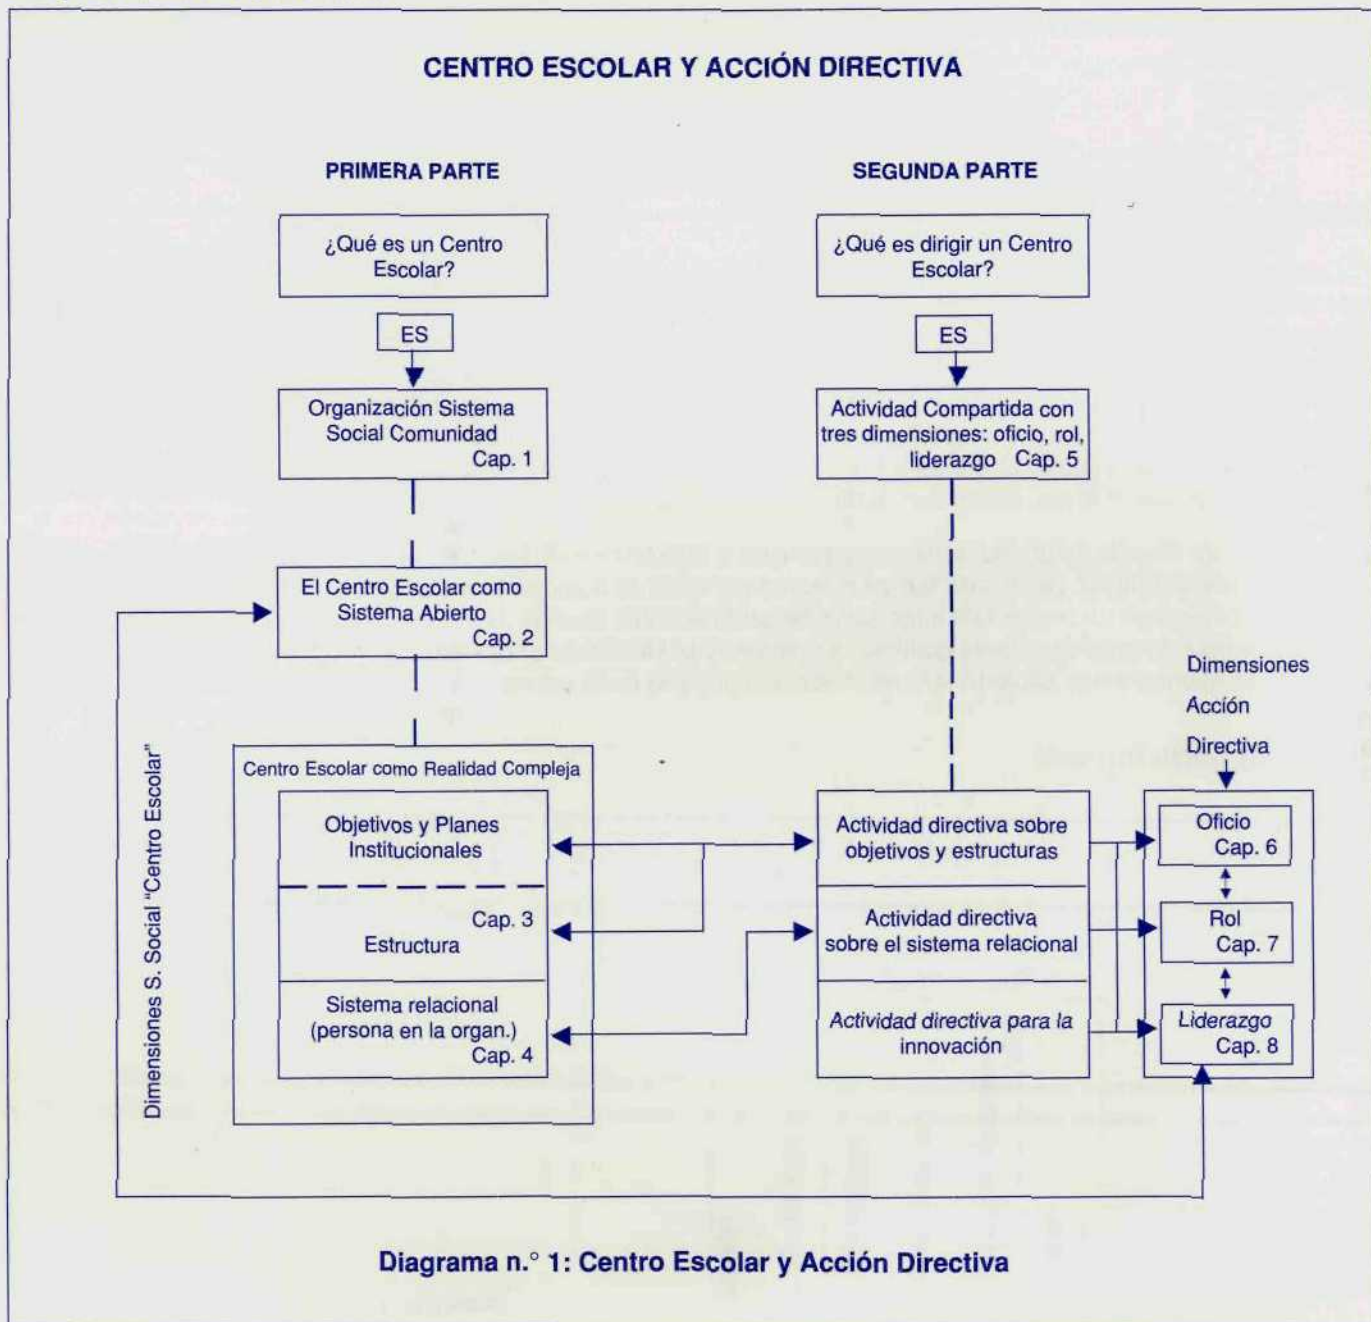 CENTRO ESCOLAR Y ACCIÓN DIRECTIVA
PRIMERA PARTE
¿Qué es un Centro
Escolar?
ES
Organización Sistema
Social Comunidad
Cap. 1
El Centro Escolar como
Sistema Abierto
Cap. 2
Dimensiones S. Social "Centro Escolar"
Centro Escolar como Realidad Compleja
Objetivos y Planes
Institucionales
Cap. 3
Estructura
Sistema relacional
(persona en la organ.)
Cap. 4
SEGUNDA PARTE
¿Qué es dirigir un Centro
Escolar?
ES
Actividad Compartida con
tres dimensiones: oficio, rol,
liderazgo Cap. 5
Actividad directiva sobre
objetivos y estructuras
Actividad directiva
sobre el sistema relacional
Actividad directiva para la
innovación
Dimensiones
Acción
Directiva
Oficio
Cap. 6
Rol
Cap. 7
Liderazgo
Cap. 8
Diagrama n.° 1: Centro Escolar y Acción Directiva